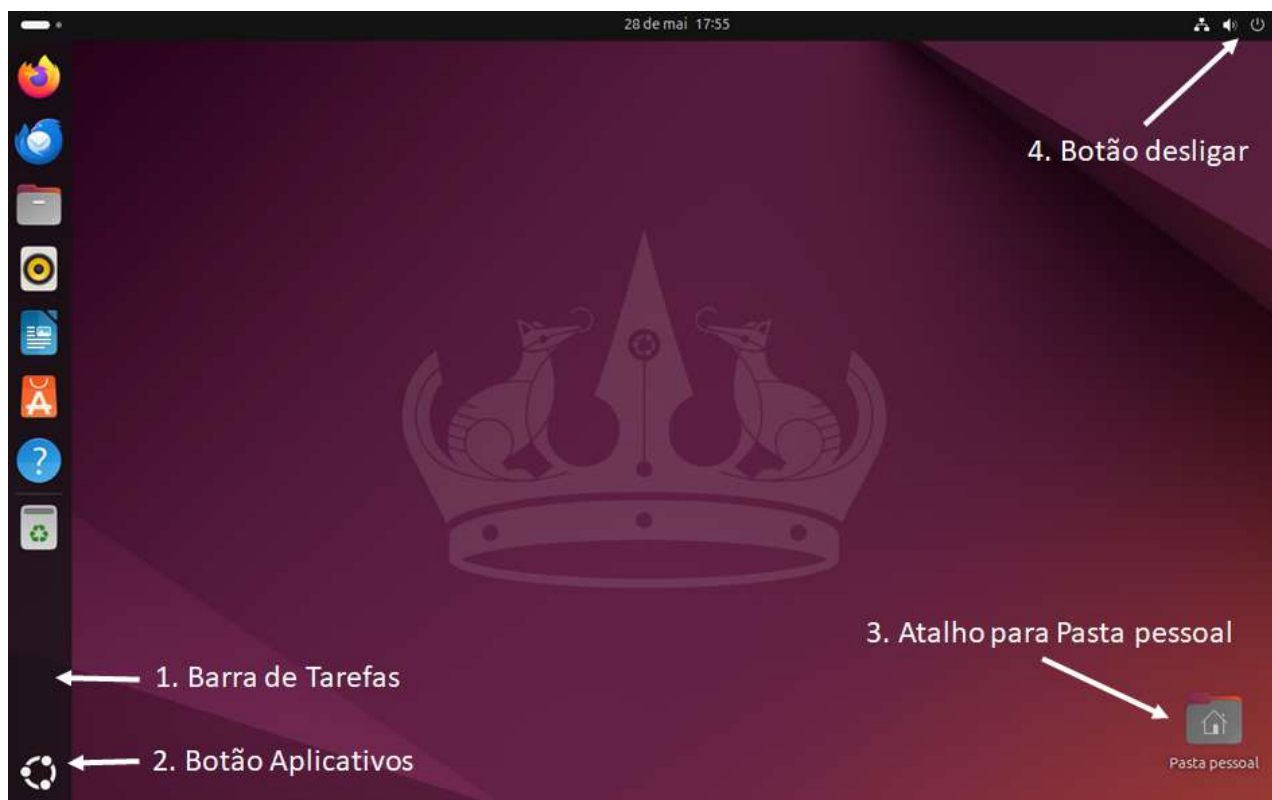 28 de mai 17:55
4. Botão desligar
3. Atalho para Pasta pessoal
1. Barra de Tarefas
Pasta pessoal
2. Botão Aplicativos